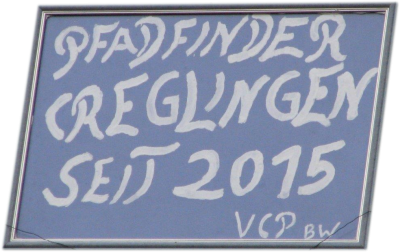 PFADFINDER
CREGLINGEN
SEIT 2015
VCP BW